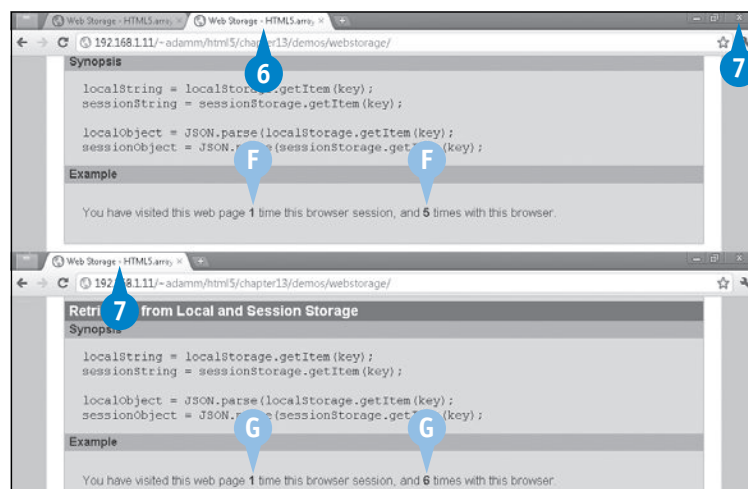 Web Storage - HTML5.array × Web Storage - HTML5.array ×
192.168.1.11/~adamm/html5/chapter13/demos/webstorage/
6
7
Synopsis
localString = localStorage.getItem(key);
sessionString = sessionStorage.getItem(key);
localObject = JSON.parse(localStorage.getItem(key);
sessionObject = JSON. (sessionStorage.get (key);
F F
Example
You have visited this web page 1 time this browser session, and 5 times with this browser.
Web Storage - HTML5.array ×
192. 8.1.11/~adamm/html5/chapter13/demos/webstorage/
7
Retri from Local and Session Storage
Synopsis
localString = localStorage.getItem(key);
sessionString = sessionStorage.getItem(key);
localObject = JSON.parse(localStorage.getItem(key);
sessionObject = JSON. (sessionStorage.get (key);
G G
Example
You have visited this web page 1 time this browser session, and 6 times with this browser.